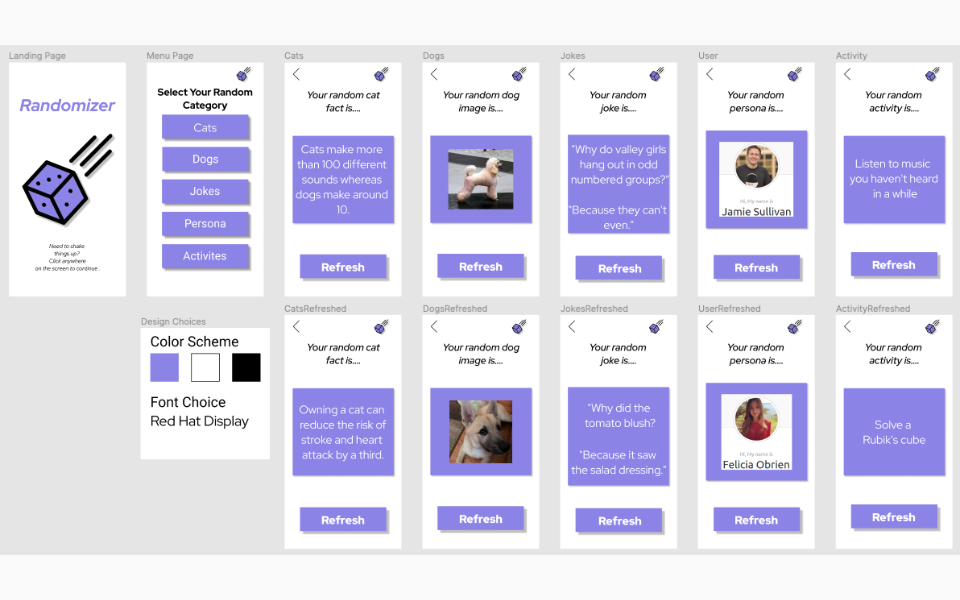 Landing Page
Randomizer
Need to shake
things up?
Click anywhere
on the screen to continue.
Menu Page
Select Your Random
Category
Cats
Dogs
Jokes
Persona
Activites
Design Choices
Color Scheme
Font Choice
Red Hat Display
Cats
Your random cat
fact is....
Cats make more
than 100 different
sounds whereas
dogs make around
10.
Refresh
Dogs
Your random dog
image is....
Refresh
Jokes
Your random
joke is....
"Why do valley girls
hang out in odd
numbered groups?"
"Because they can't
even."
Refresh
User
Your random
persona is....
Hi, My name is
Jamie Sullivan
Refresh
Activity
Your random
activity is....
Listen to music
you haven't heard
in a while
Refresh
CatsRefreshed
Your random cat
fact is....
Owning a cat can
reduce the risk of
stroke and heart
attack by a third.
Refresh
DogsRefreshed
Your random dog
image is....
Refresh
JokesRefreshed
Your random
joke is....
"Why did the
tomato blush?
"Because it saw
the salad dressing."
Refresh
UserRefreshed
Your random
persona is....
Hi, My name is
Felicia Obrien
Refresh
ActivityRefreshed
Your random
activity is....
Solve a
Rubik's cube
Refresh